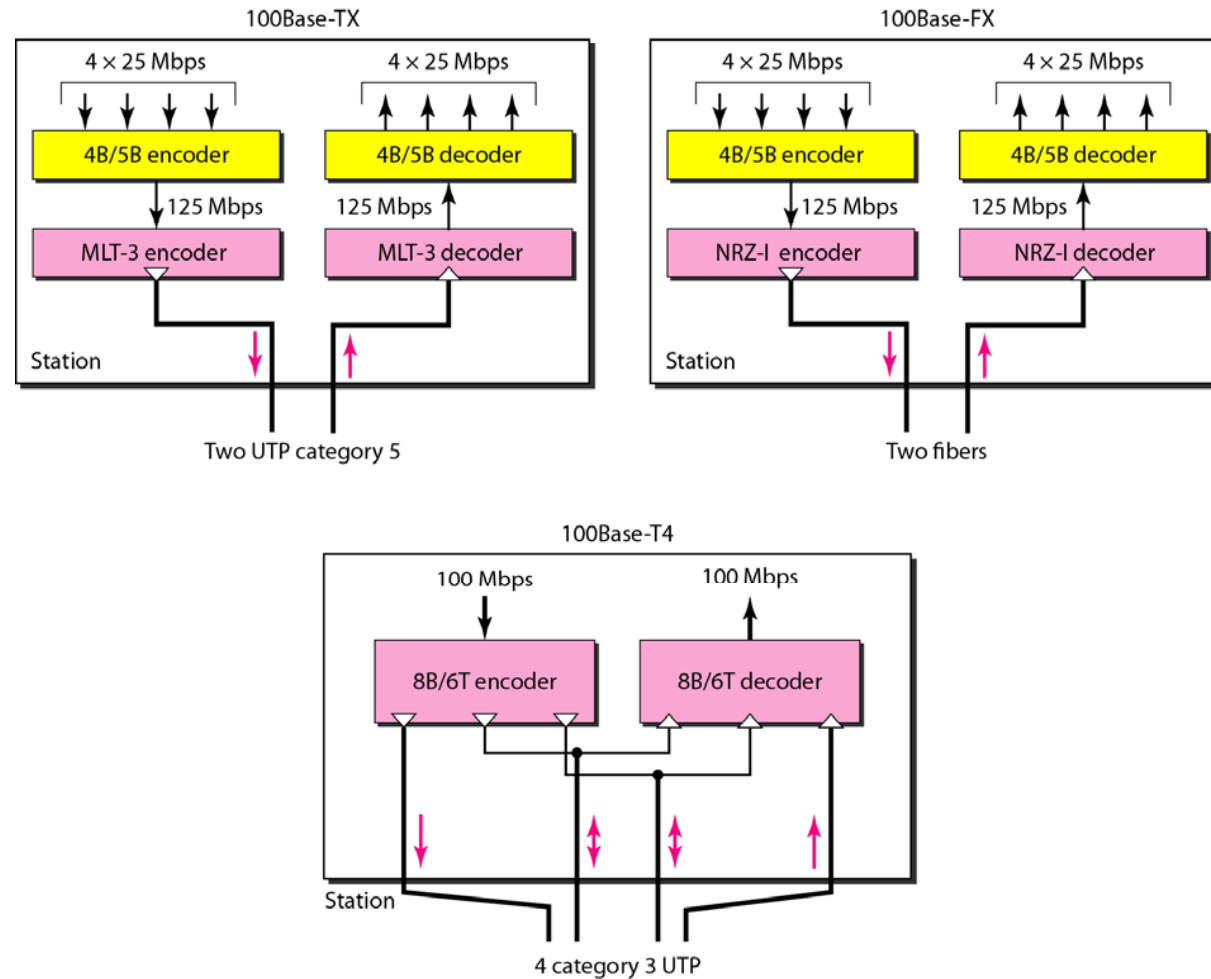 100Base-TX
4 × 25 Mbps
4 × 25 Mbps
4B/5B encoder
4B/5B decoder
125 Mbps
125 Mbps
MLT-3 encoder
MLT-3 decoder
Station
Two UTP category 5
100Base-FX
4 × 25 Mbps
4 × 25 Mbps
4B/5B encoder
4B/5B decoder
125 Mbps
125 Mbps
NRZ-I encoder
NRZ-I decoder
Station
Two fibers
100Base-T4
100 Mbps
100 Mbps
8B/6T encoder
8B/6T decoder
Station
4 category 3 UTP